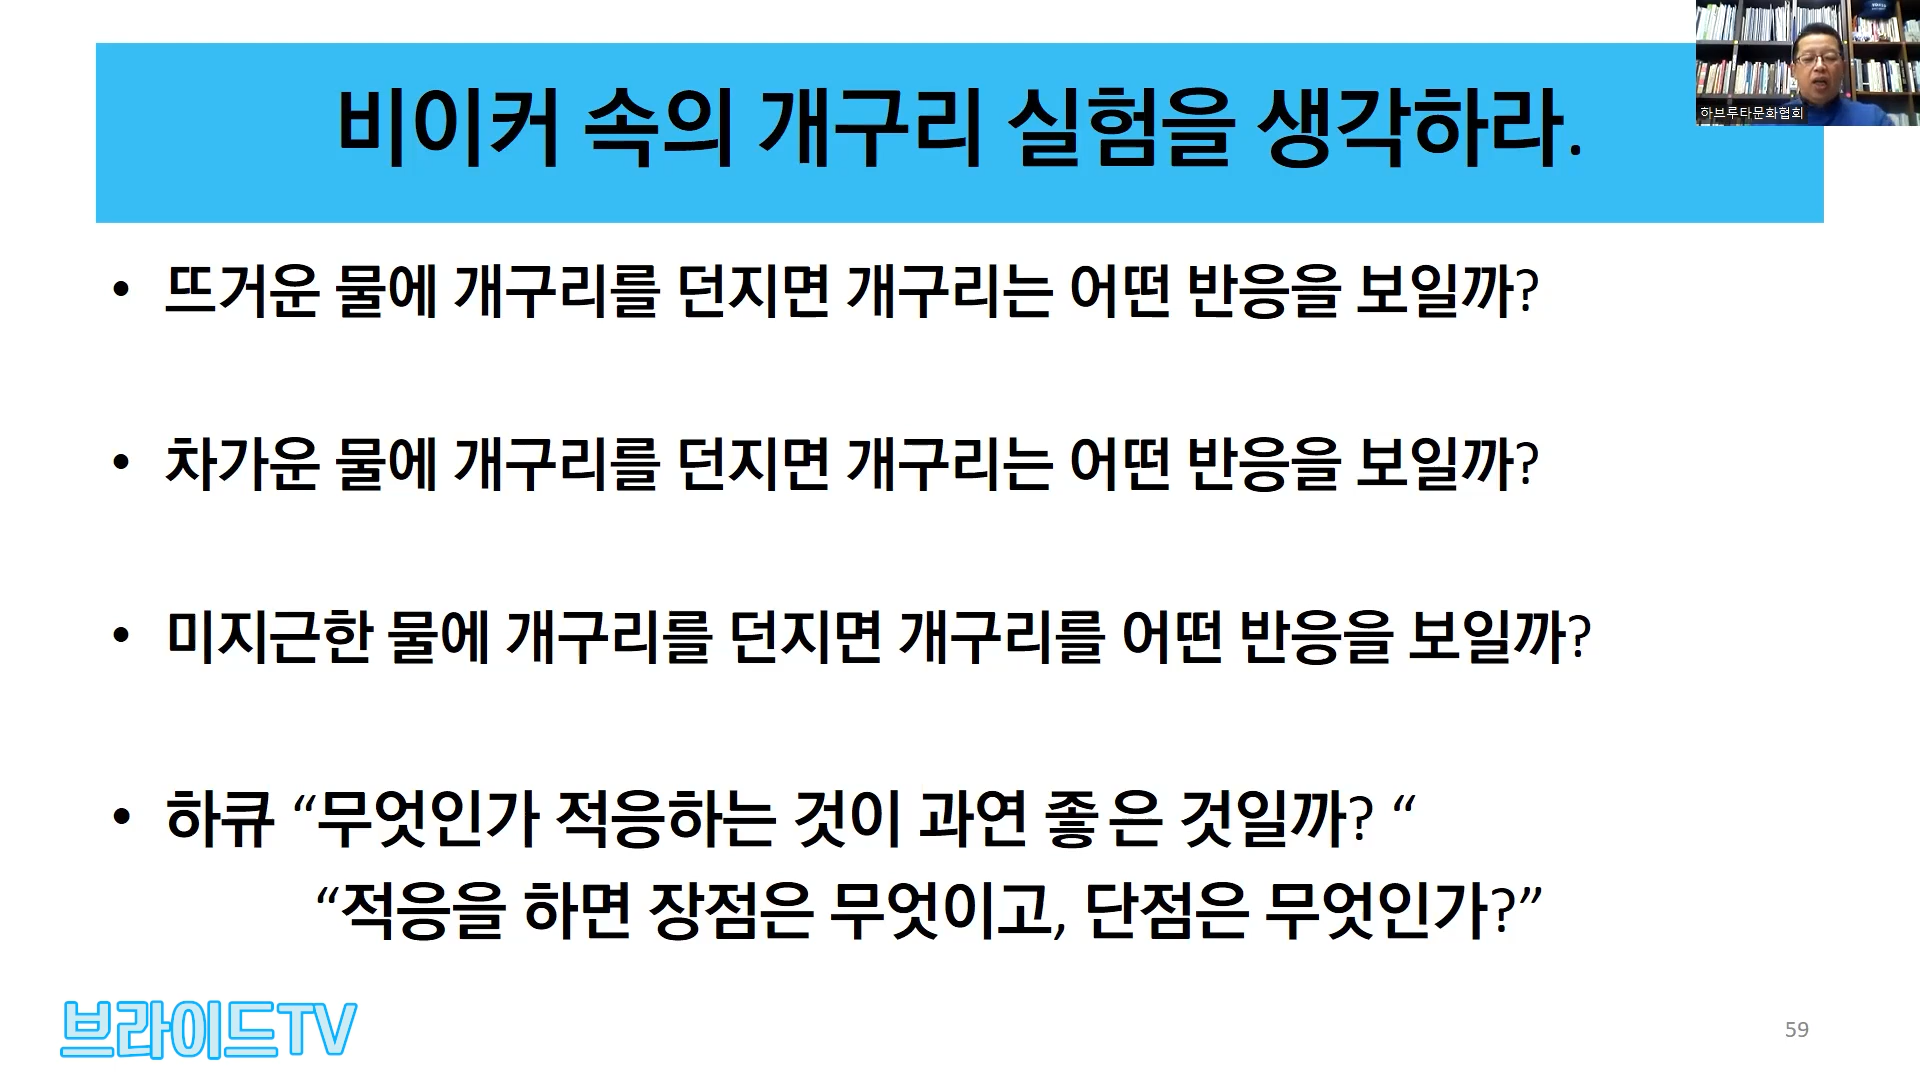 비이커 속의 개구리 실험을 생각하라.
하브루타문화협회
• 뜨거운 물에 개구리를 던지면 개구리는 어떤 반응을 보일까?
• 차가운 물에 개구리를 던지면 개구리는 어떤 반응을 보일까?
• 미지근한 물에 개구리를 던지면 개구리를 어떤 반응을 보일까?
• 하큐 “무엇인가 적응하는 것이 과연 좋은 것일까? “
“적응을 하면 장점은 무엇이고, 단점은 무엇인가?”
브라이드TV
59